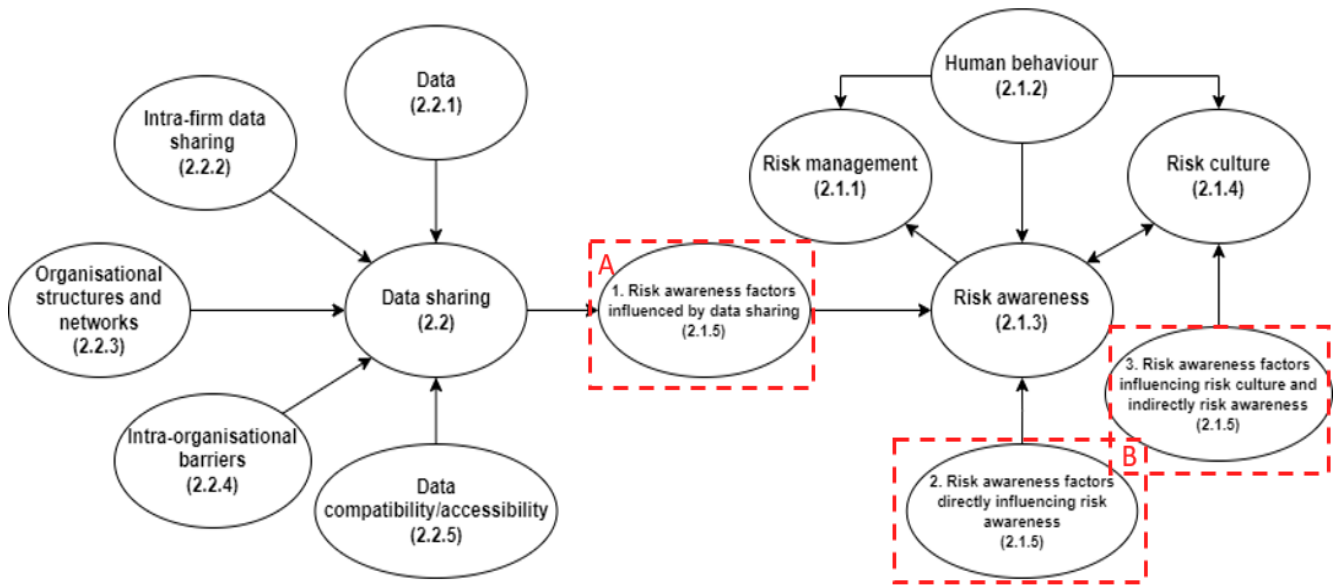 Data
(2.2.1)
Intra-firm data
sharing
(2.2.2)
Organisational
structures and
networks
(2.2.3)
Data sharing
(2.2)
Intra-organisational
barriers
(2.2.4)
Data
compatibility/accessibility
(2.2.5)
A
1. Risk awareness factors
influenced by data sharing
(2.1.5)
Human behaviour
(2.1.2)
Risk management
(2.1.1)
Risk culture
(2.1.4)
Risk awareness
(2.1.3)
3. Risk awareness factors
influencing risk culture and
indirectly risk awareness
(2.1.5)
B
2. Risk awareness factors
directly influencing risk
awareness
(2.1.5)